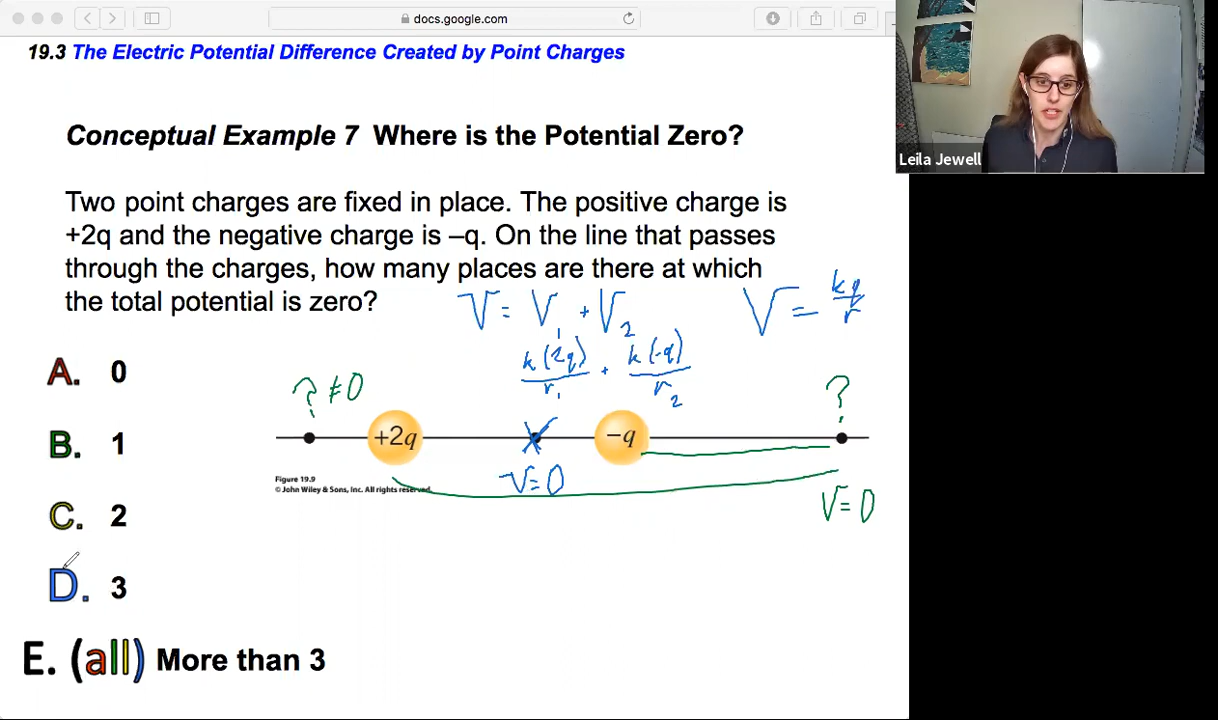 docs.google.com
19.3 The Electric Potential Difference Created by Point Charges
Leila Jewell
Conceptual Example 7 Where is the Potential Zero?
Two point charges are fixed in place. The positive charge is
+2q and the negative charge is –q. On the line that passes
through the charges, how many places are there at which
the total potential is zero?
V = V₁ + V₂
V = kq/r
k(2q)/r₁ + k(-q)/r₂
A. 0
? ≠ 0
?
+2q
−q
B. 1
V = 0
Figure 19.9
© John Wiley & Sons, Inc. All rights reserved.
V = 0
C. 2
D. 3
E. (all) More than 3